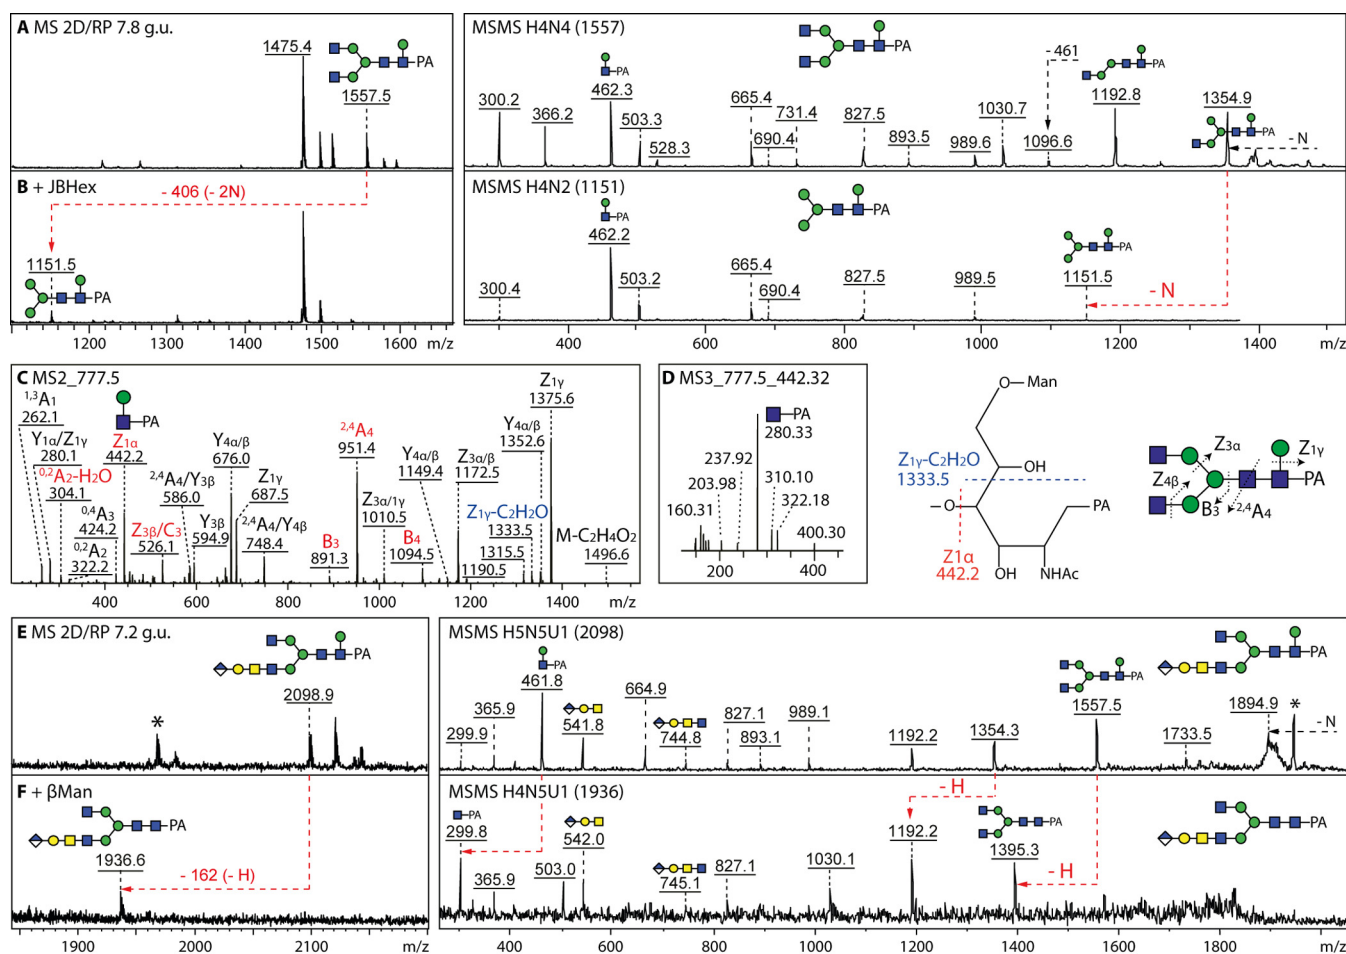 A MS 2D/RP 7.8 g.u.
1475.4
PA
1557.5
B + JBHex
- 406 (- 2N)
1151.5
PA
1200 1300 1400 1500 1600 m/z
MSMS H4N4 (1557)
PA
PA
- 461
PA
300.2
366.2
462.3
503.3
528.3
665.4
690.4
731.4
827.5
893.5
989.6
1030.7
1096.6
1192.8
1354.9
PA
- N
MSMS H4N2 (1151)
PA
PA
PA
300.4
462.2
503.2
665.4
690.4
827.5
989.5
1151.5
- N
400 600 800 1000 1200 1400 m/z
C MS2_777.5
1,3A1
262.1
Y1α/Z1γ
280.1
0,2A2-H2O
304.1
0,4A3
424.2
0,2A2
322.2
PA
Z1α
442.2
2,4A4/Y3β
586.0
Z3β/C3
526.1
Y3β
594.9
Y4α/β
676.0
Z1γ
687.5
2,4A4/Y4β
748.4
B3
891.3
2,4A4
951.4
Z3α/1γ
1010.5
B4
1094.5
Y4α/β
1149.4
Z3α/β
1172.5
1190.5
Z1γ-C2H2O
1333.5
1315.5
Y4α/β
1352.6
Z1γ
1375.6
M-C2H4O2
1496.6
400 600 800 1000 1200 1400 m/z
D MS3_777.5_442.32
PA
280.33
237.92
203.98
160.31
310.10
322.18
400.30
200 400
O Man
Z1γ-C2H2O
1333.5
OH
O
PA
Z1α
442.2
OH NHAc
Z3α
Z1γ
Z4β
PA
B3
2,4A4
E MS 2D/RP 7.2 g.u.
PA
2098.9
*
F + βMan
PA
1936.6
- 162 (- H)
1900 2000 2100 m/z
MSMS H5N5U1 (2098)
PA
461.8
365.9
299.9
541.8
664.9
744.8
827.1
893.1
989.1
1192.2
1354.3
PA
1557.5
1733.5
PA
1894.9
*
- N
MSMS H4N5U1 (1936)
- H
PA
299.8
365.9
503.0
542.0
745.1
827.1
1030.1
1192.2
PA
1395.3
- H
PA
400 600 800 1000 1200 1400 1600 1800 m/z